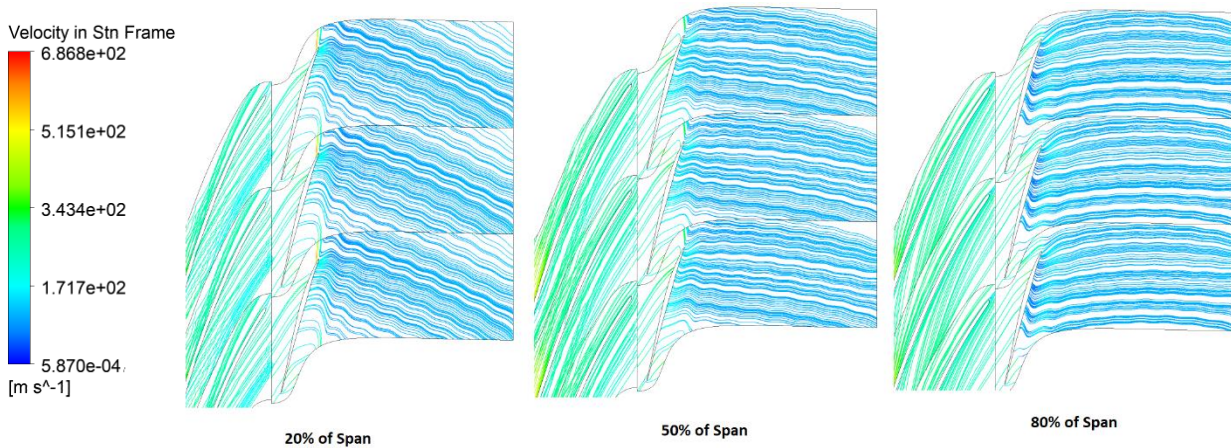 Velocity in Stn Frame
6.868e+02
5.151e+02
3.434e+02
1.717e+02
5.870e-04
[m s^-1]
20% of Span
50% of Span
80% of Span